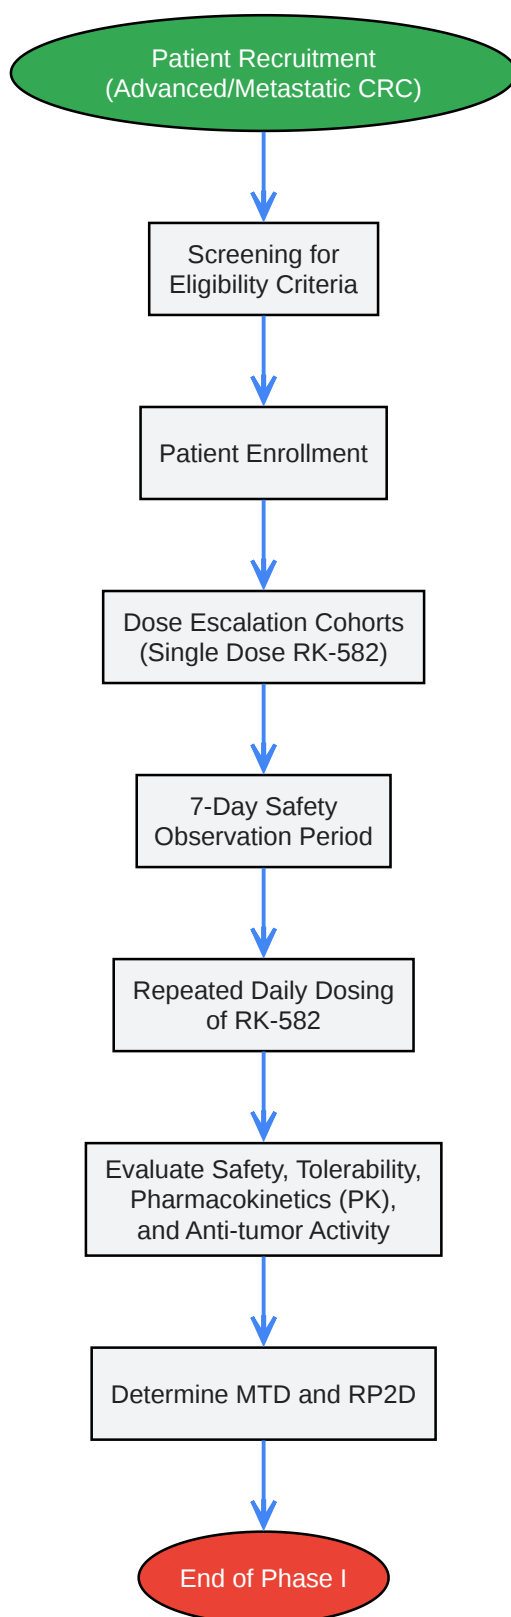 Patient Recruitment
(Advanced/Metastatic CRC)
Screening for
Eligibility Criteria
Patient Enrollment
Dose Escalation Cohorts
(Single Dose RK-582)
7-Day Safety
Observation Period
Repeated Daily Dosing
of RK-582
Evaluate Safety, Tolerability,
Pharmacokinetics (PK),
and Anti-tumor Activity
Determine MTD and RP2D
End of Phase I